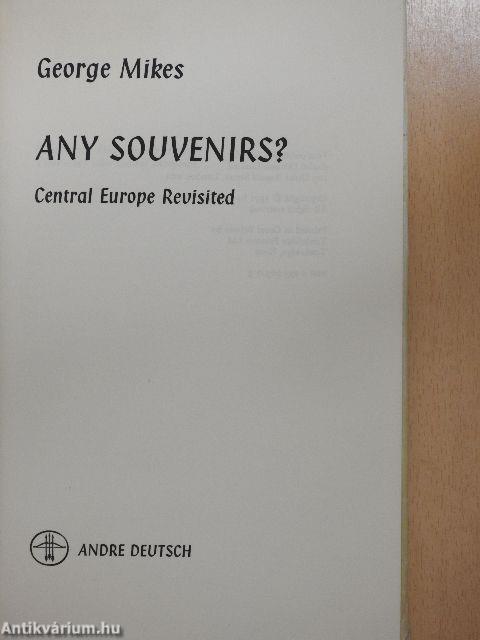 George Mikes
ANY SOUVENIRS?
Central Europe Revisited
ANDRE DEUTSCH
Antikvárium.hu